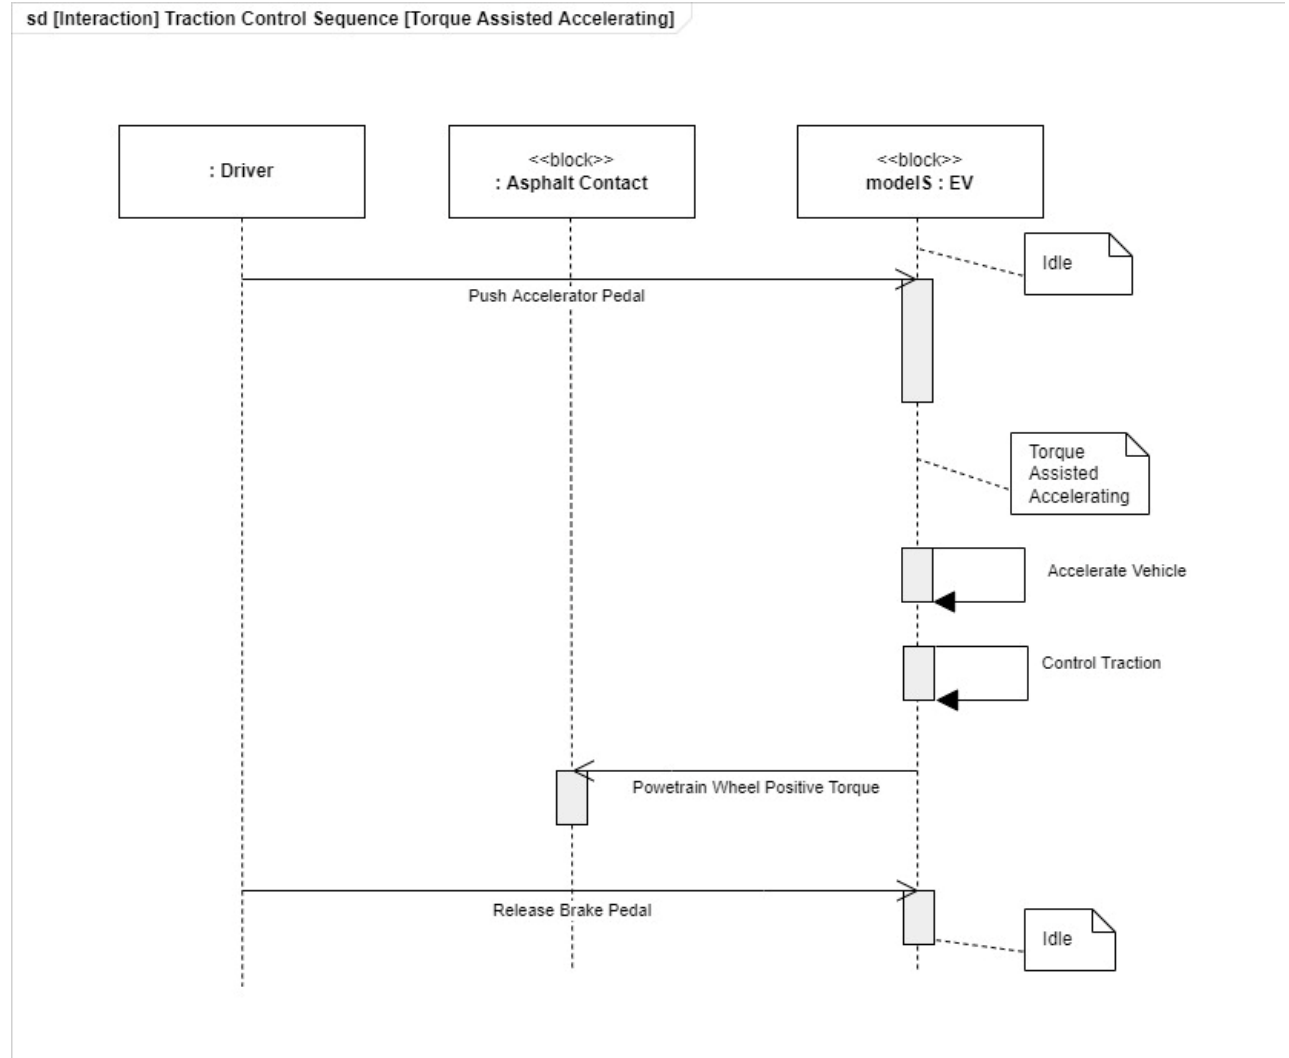 sd [Interaction] Traction Control Sequence [Torque Assisted Accelerating]
: Driver
<<block>>
: Asphalt Contact
<<block>>
modelS : EV
Idle
Push Accelerator Pedal
Torque
Assisted
Accelerating
Accelerate Vehicle
Control Traction
Powetrain Wheel Positive Torque
Release Brake Pedal
Idle